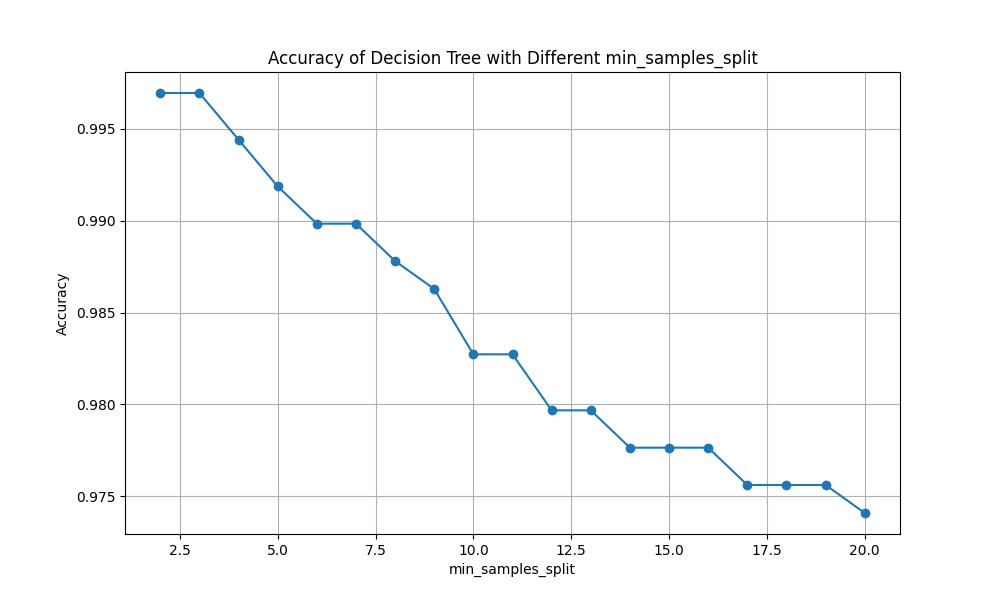 Accuracy of Decision Tree with Different min_samples_split
0.995
0.990
0.985
0.980
0.975
Accuracy
2.5 5.0 7.5 10.0 12.5 15.0 17.5 20.0
min_samples_split